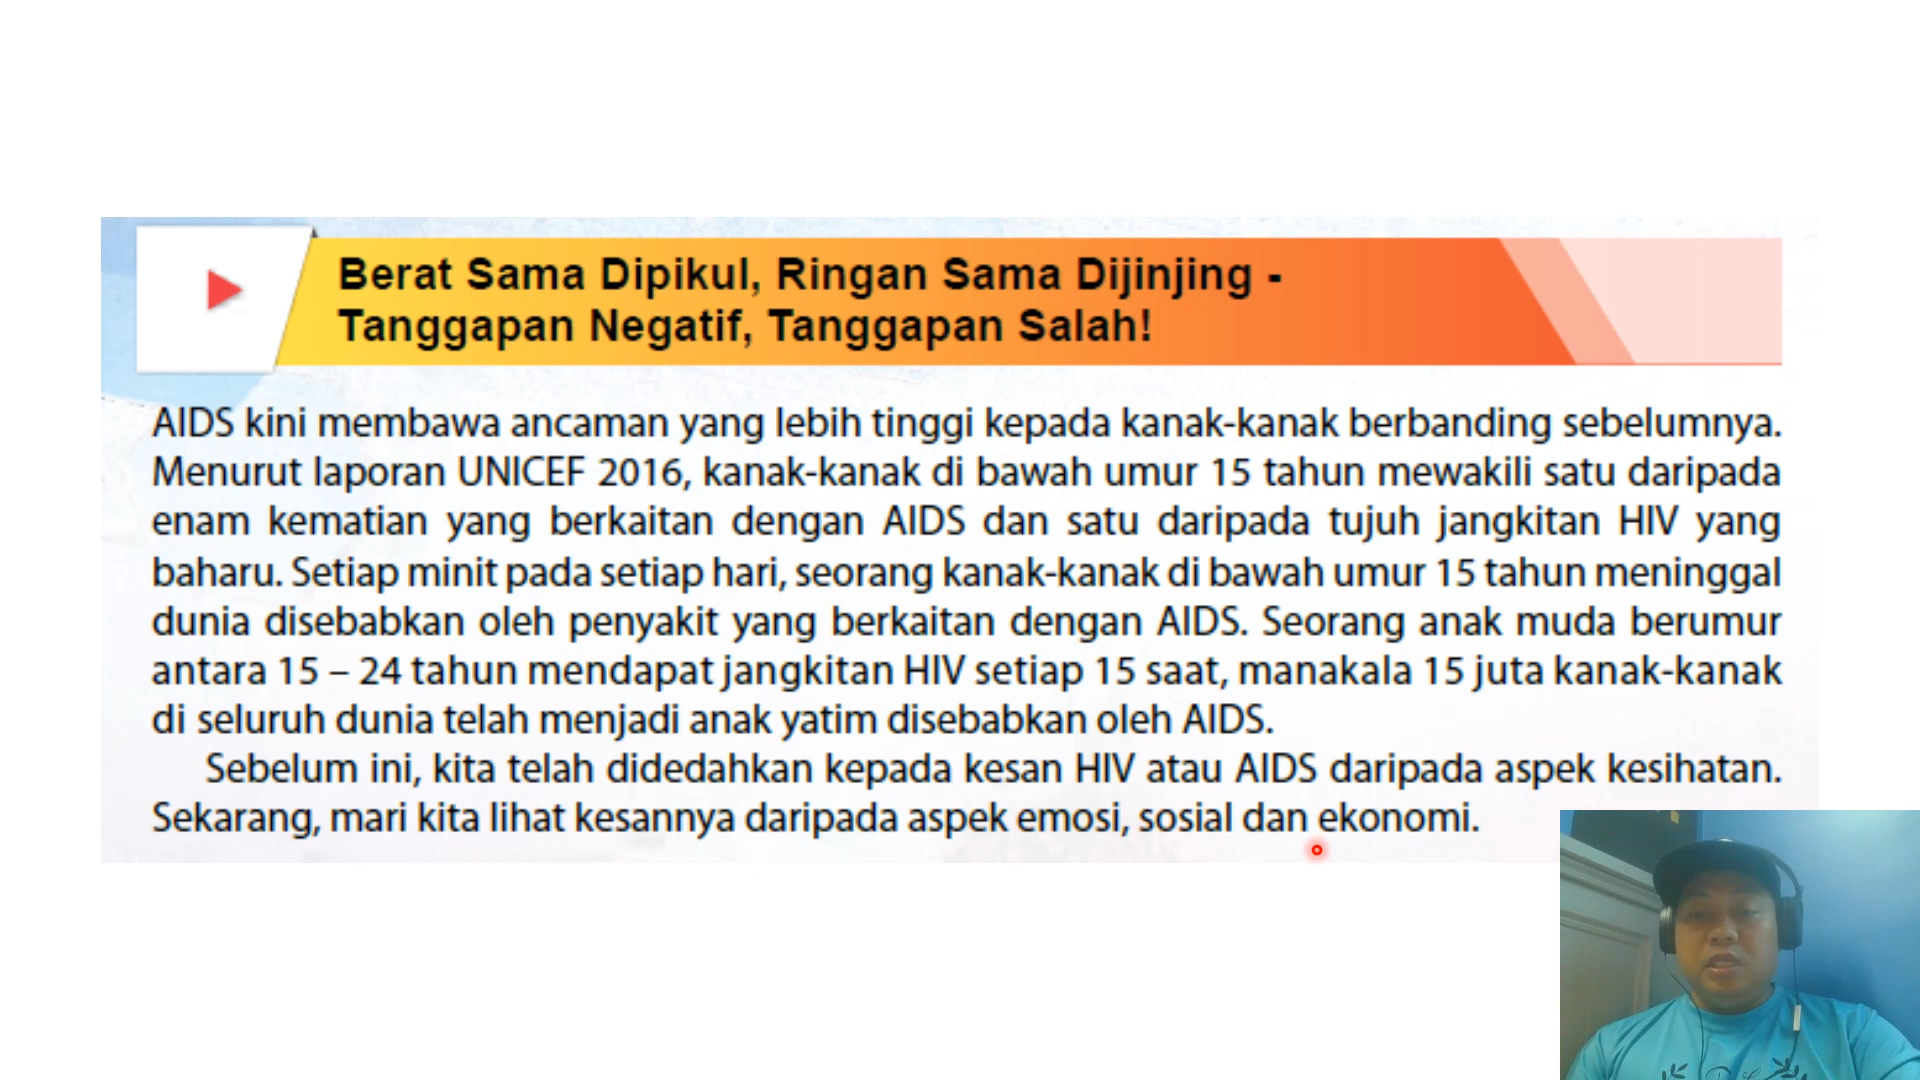 Berat Sama Dipikul, Ringan Sama Dijinjing -
Tanggapan Negatif, Tanggapan Salah!
AIDS kini membawa ancaman yang lebih tinggi kepada kanak-kanak berbanding sebelumnya.
Menurut laporan UNICEF 2016, kanak-kanak di bawah umur 15 tahun mewakili satu daripada
enam kematian yang berkaitan dengan AIDS dan satu daripada tujuh jangkitan HIV yang
baharu. Setiap minit pada setiap hari, seorang kanak-kanak di bawah umur 15 tahun meninggal
dunia disebabkan oleh penyakit yang berkaitan dengan AIDS. Seorang anak muda berumur
antara 15 – 24 tahun mendapat jangkitan HIV setiap 15 saat, manakala 15 juta kanak-kanak
di seluruh dunia telah menjadi anak yatim disebabkan oleh AIDS.
Sebelum ini, kita telah didedahkan kepada kesan HIV atau AIDS daripada aspek kesihatan.
Sekarang, mari kita lihat kesannya daripada aspek emosi, sosial dan ekonomi.